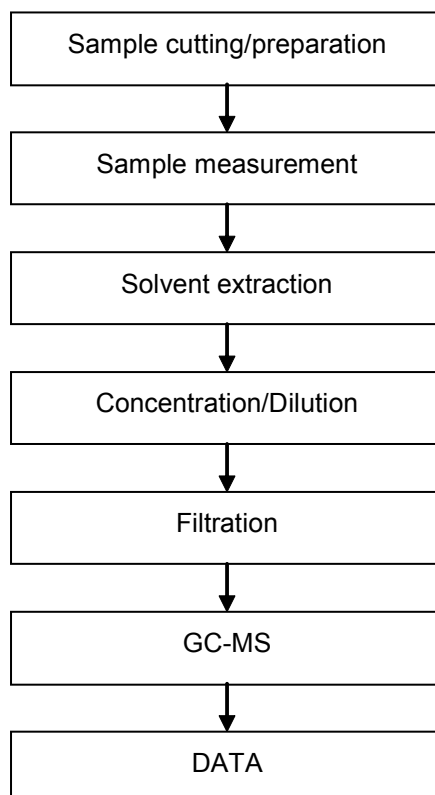 Sample cutting/preparation
Sample measurement
Solvent extraction
Concentration/Dilution
Filtration
GC-MS
DATA